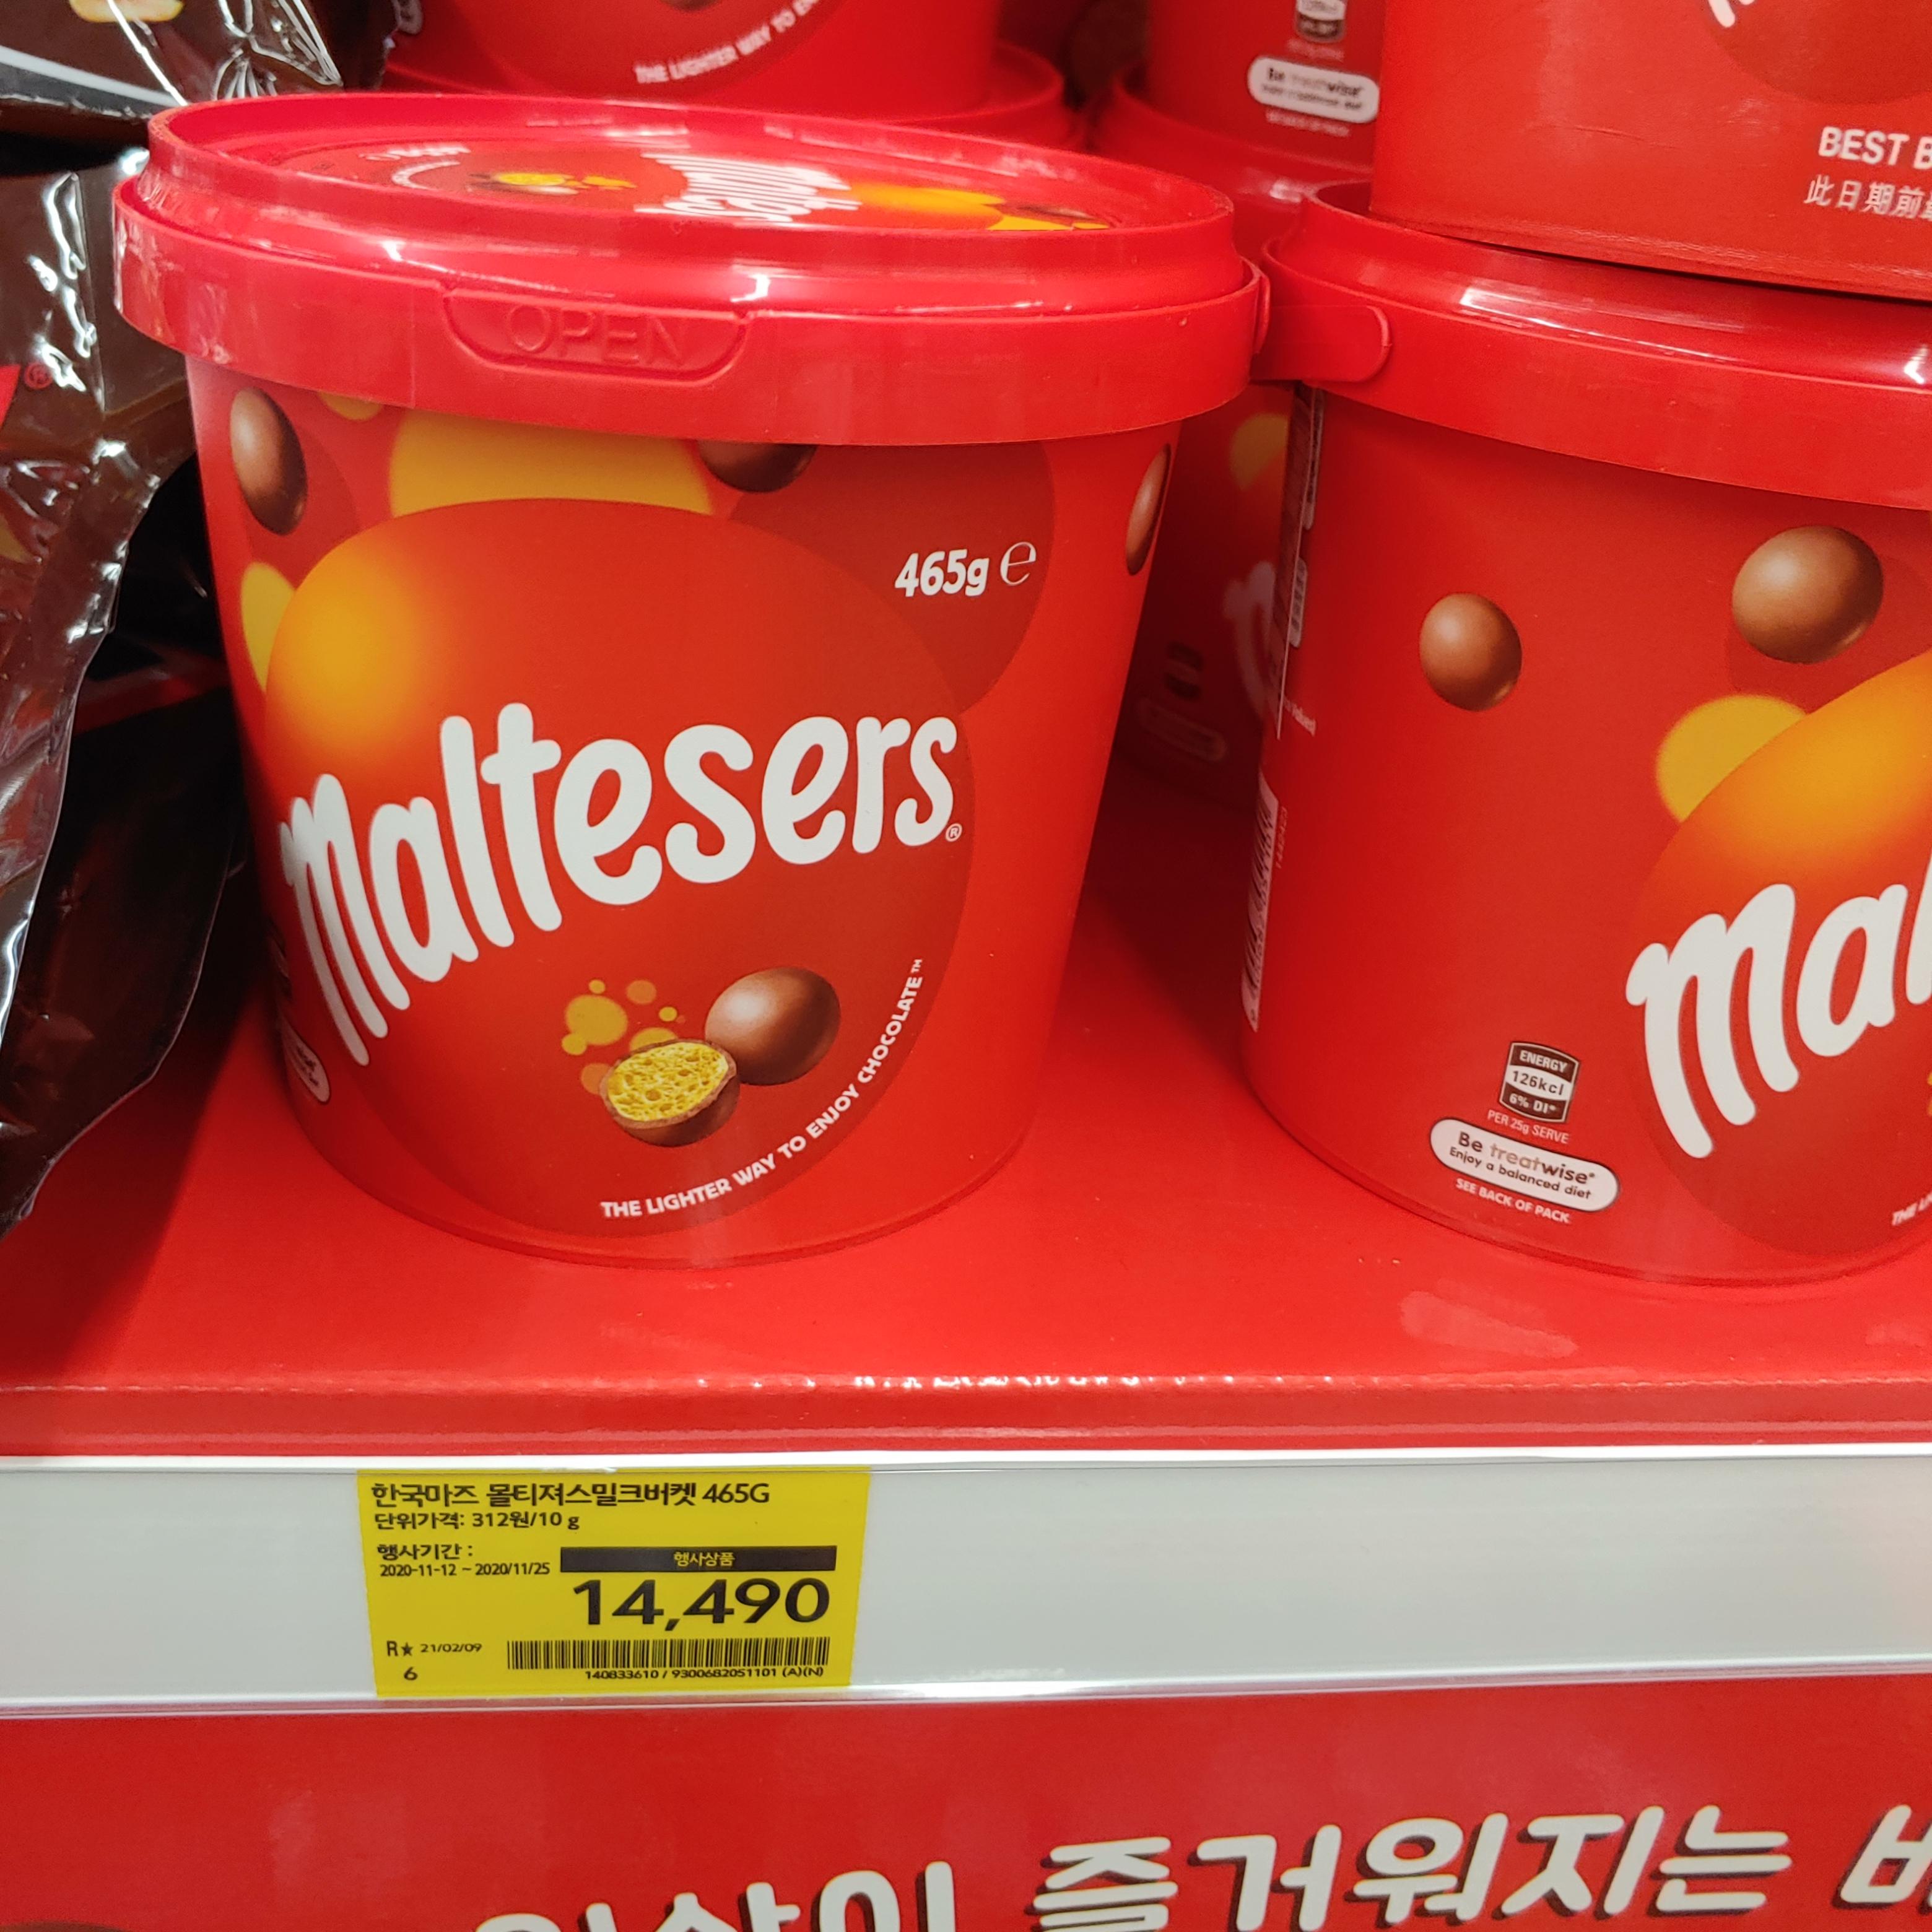 THE LIGHTER WAY TO
Be treatwise
BEST
此日期前
OPEN
465g e
Maltesers®
THE LIGHTER WAY TO ENJOY CHOCOLATE™
ENERGY
126kcl
6% DI*
PER 25g SERVE
Be treatwise*
Enjoy a balanced diet
SEE BACK OF PACK
한국마즈 몰티져스밀크버켓 465G
단위가격: 312원/10 g
행사기간 :
2020-11-12 ~ 2020/11/25
행사상품
14,490
R★ 21/02/09
6
140833610 / 9300682051101 (A)(N)
즐거워지는